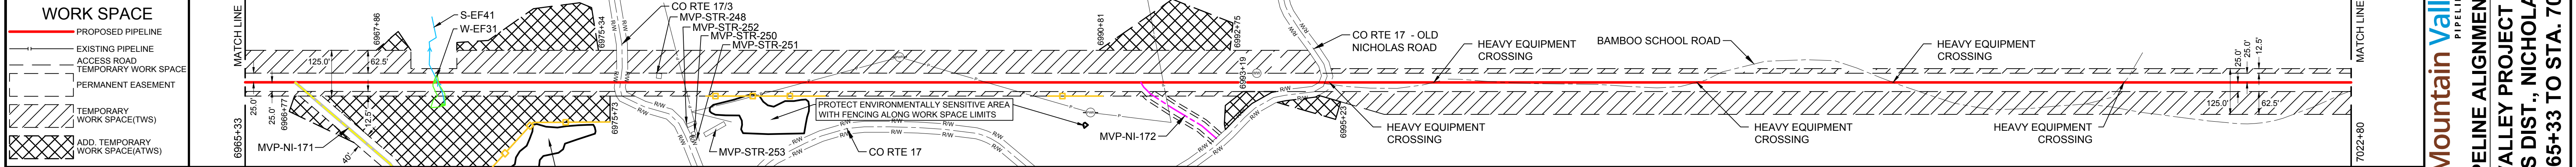 WORK SPACE
PROPOSED PIPELINE
EXISTING PIPELINE
ACCESS ROAD
TEMPORARY WORK SPACE
PERMANENT EASEMENT
TEMPORARY
WORK SPACE(TWS)
ADD. TEMPORARY
WORK SPACE(ATWS)
MATCH LINE
6965+33
125.0'
62.5'
25.0'
25.0'
12.5'
6966+77
6967+86
S-EF41
W-EF31
MVP-NI-171
40'
6975+34
6975+73
CO RTE 17/3
MVP-STR-248
MVP-STR-252
MVP-STR-250
MVP-STR-251
MVP-STR-253
R/W
R/W
R/W
R/W
R/W
R/W
R/W
R/W
CO RTE 17
PROTECT ENVIRONMENTALLY SENSITIVE AREA
WITH FENCING ALONG WORK SPACE LIMITS
6990+81
6992+75
6993+19
6995+23
MVP-NI-172
R/W
R/W
R/W
R/W
CO RTE 17 - OLD
NICHOLAS ROAD
HEAVY EQUIPMENT
CROSSING
HEAVY EQUIPMENT
CROSSING
BAMBOO SCHOOL ROAD
HEAVY EQUIPMENT
CROSSING
HEAVY EQUIPMENT
CROSSING
HEAVY EQUIPMENT
CROSSING
125.0'
62.5'
25.0'
25.0'
12.5'
MATCH LINE
7022+80
Mountain Vall
PIPELIN
PELINE ALIGNMEN
ALLEY PROJECT
S DIST., NICHOLA
65+33 TO STA. 70